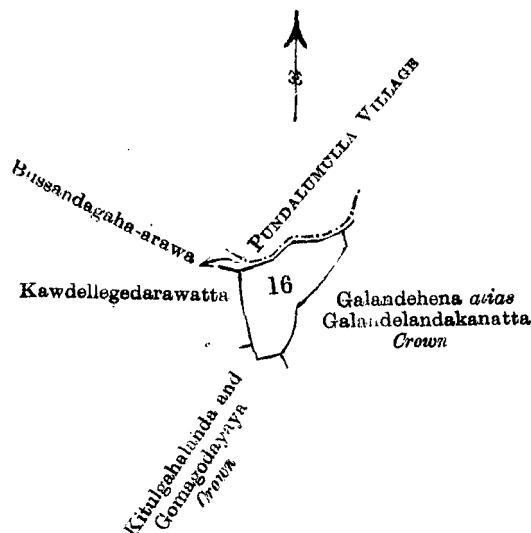 PUNDALUMULLA VILLAGE
Bussandagaha-arawa
Kawdellegedarawatta
16
Galandehena alias
Galandelandakanatta
Crown
Kitulgahalanda and
Gomagodayaya
Crown